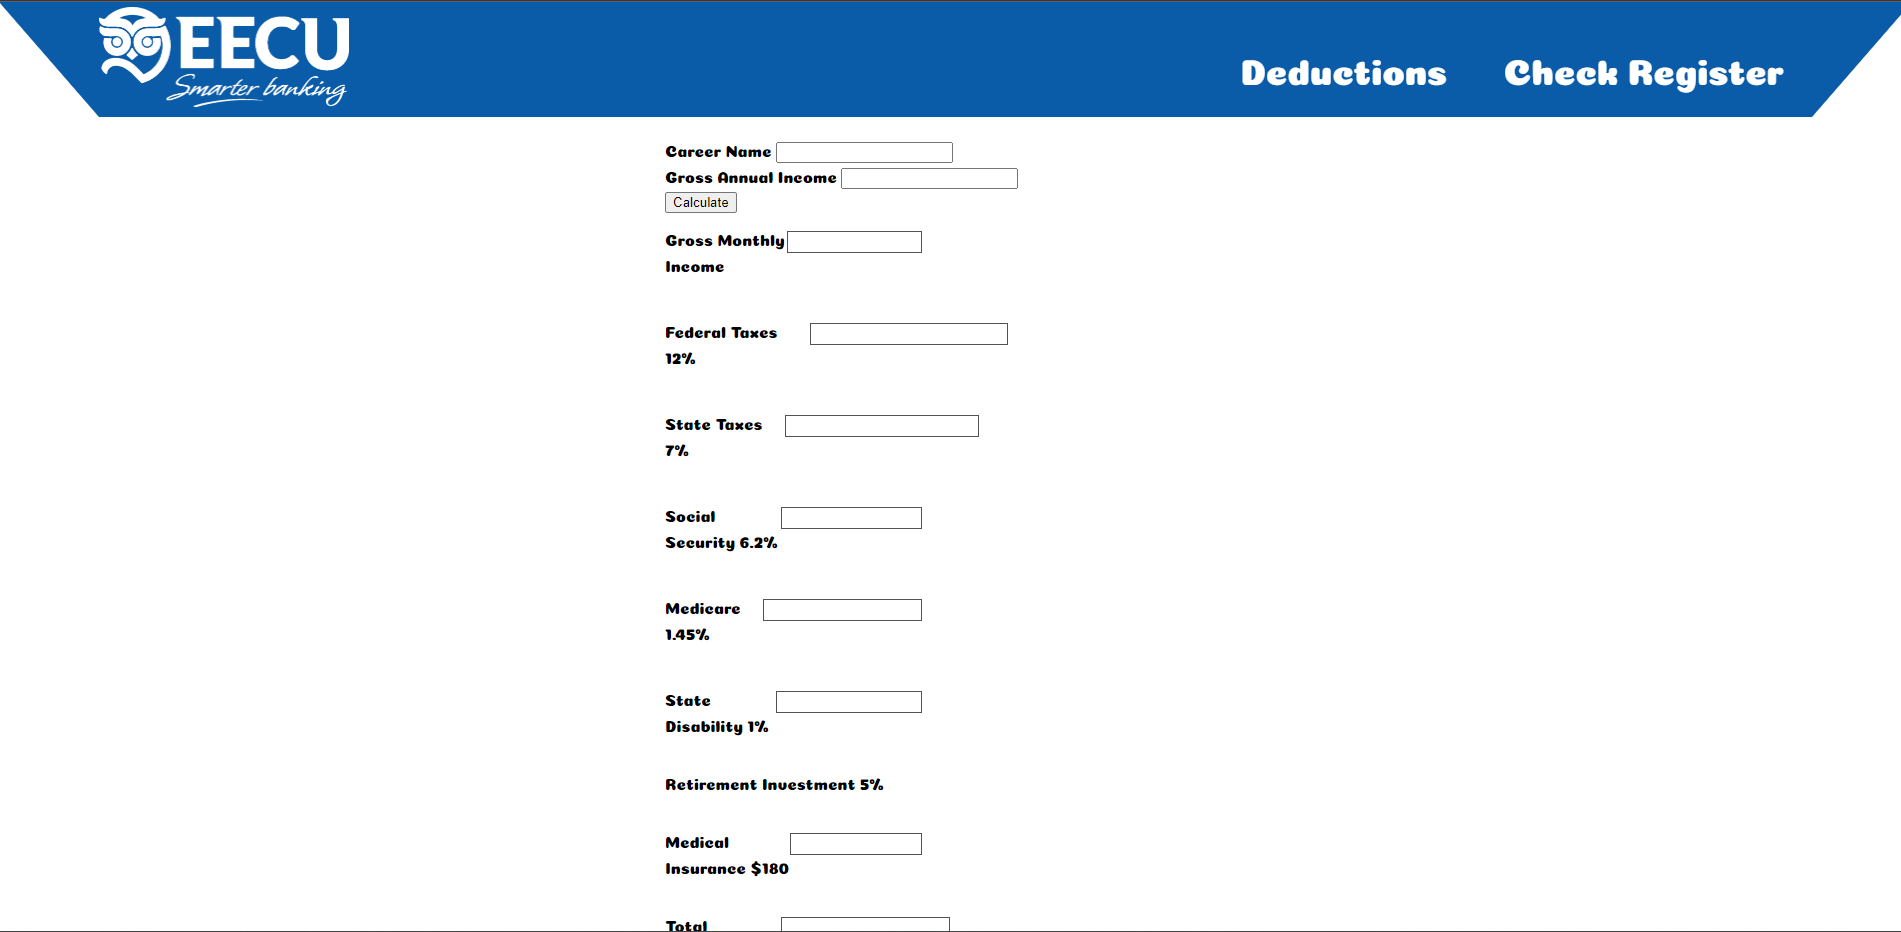 EECU
Smarter banking
Deductions Check Register
Career Name
Gross Annual Income
Calculate
Gross Monthly
Income
Federal Taxes
12%
State Taxes
7%
Social
Security 6.2%
Medicare
1.45%
State
Disability 1%
Retirement Investment 5%
Medical
Insurance $180
Total